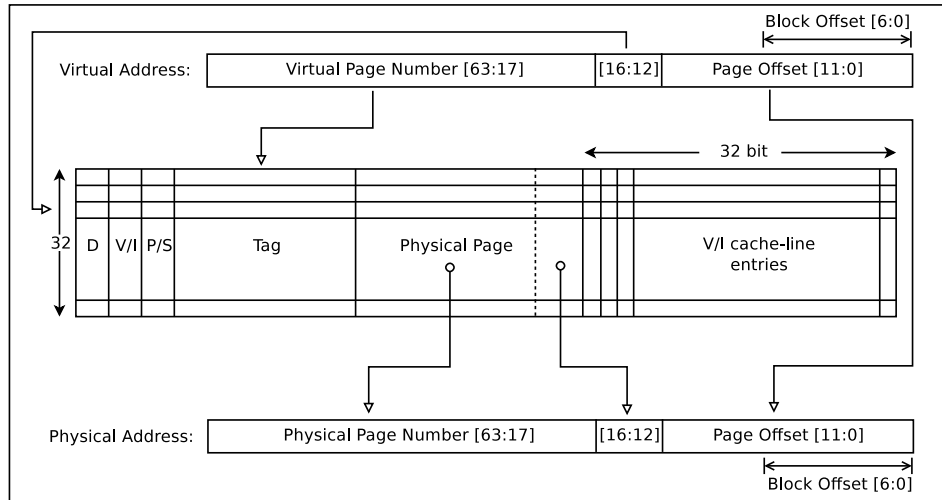 Block Offset [6:0]
Virtual Address: Virtual Page Number [63:17] [16:12] Page Offset [11:0]
32 bit
32 D V/I P/S Tag Physical Page V/I cache-line
entries
Physical Address: Physical Page Number [63:17] [16:12] Page Offset [11:0]
Block Offset [6:0]